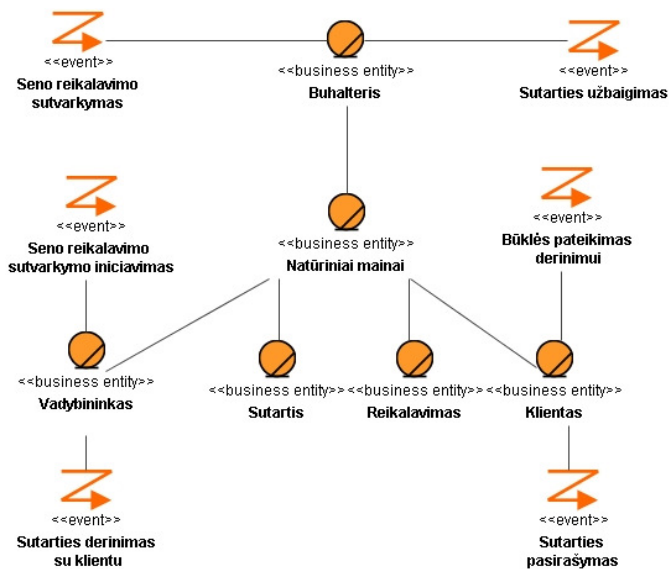 <<event>>
Seno reikalavimo
sutvarkymas
<<business entity>>
Buhalteris
<<event>>
Sutarties užbaigimas
<<event>>
Seno reikalavimo
sutvarkymo iniciavimas
<<business entity>>
Natūriniai mainai
<<event>>
Būklės pateikimas
derinimui
<<business entity>>
Vadybininkas
<<business entity>>
Sutartis
<<business entity>>
Reikalavimas
<<business entity>>
Klientas
<<event>>
Sutarties derinimas
su klientu
<<event>>
Sutarties
pasirašymas